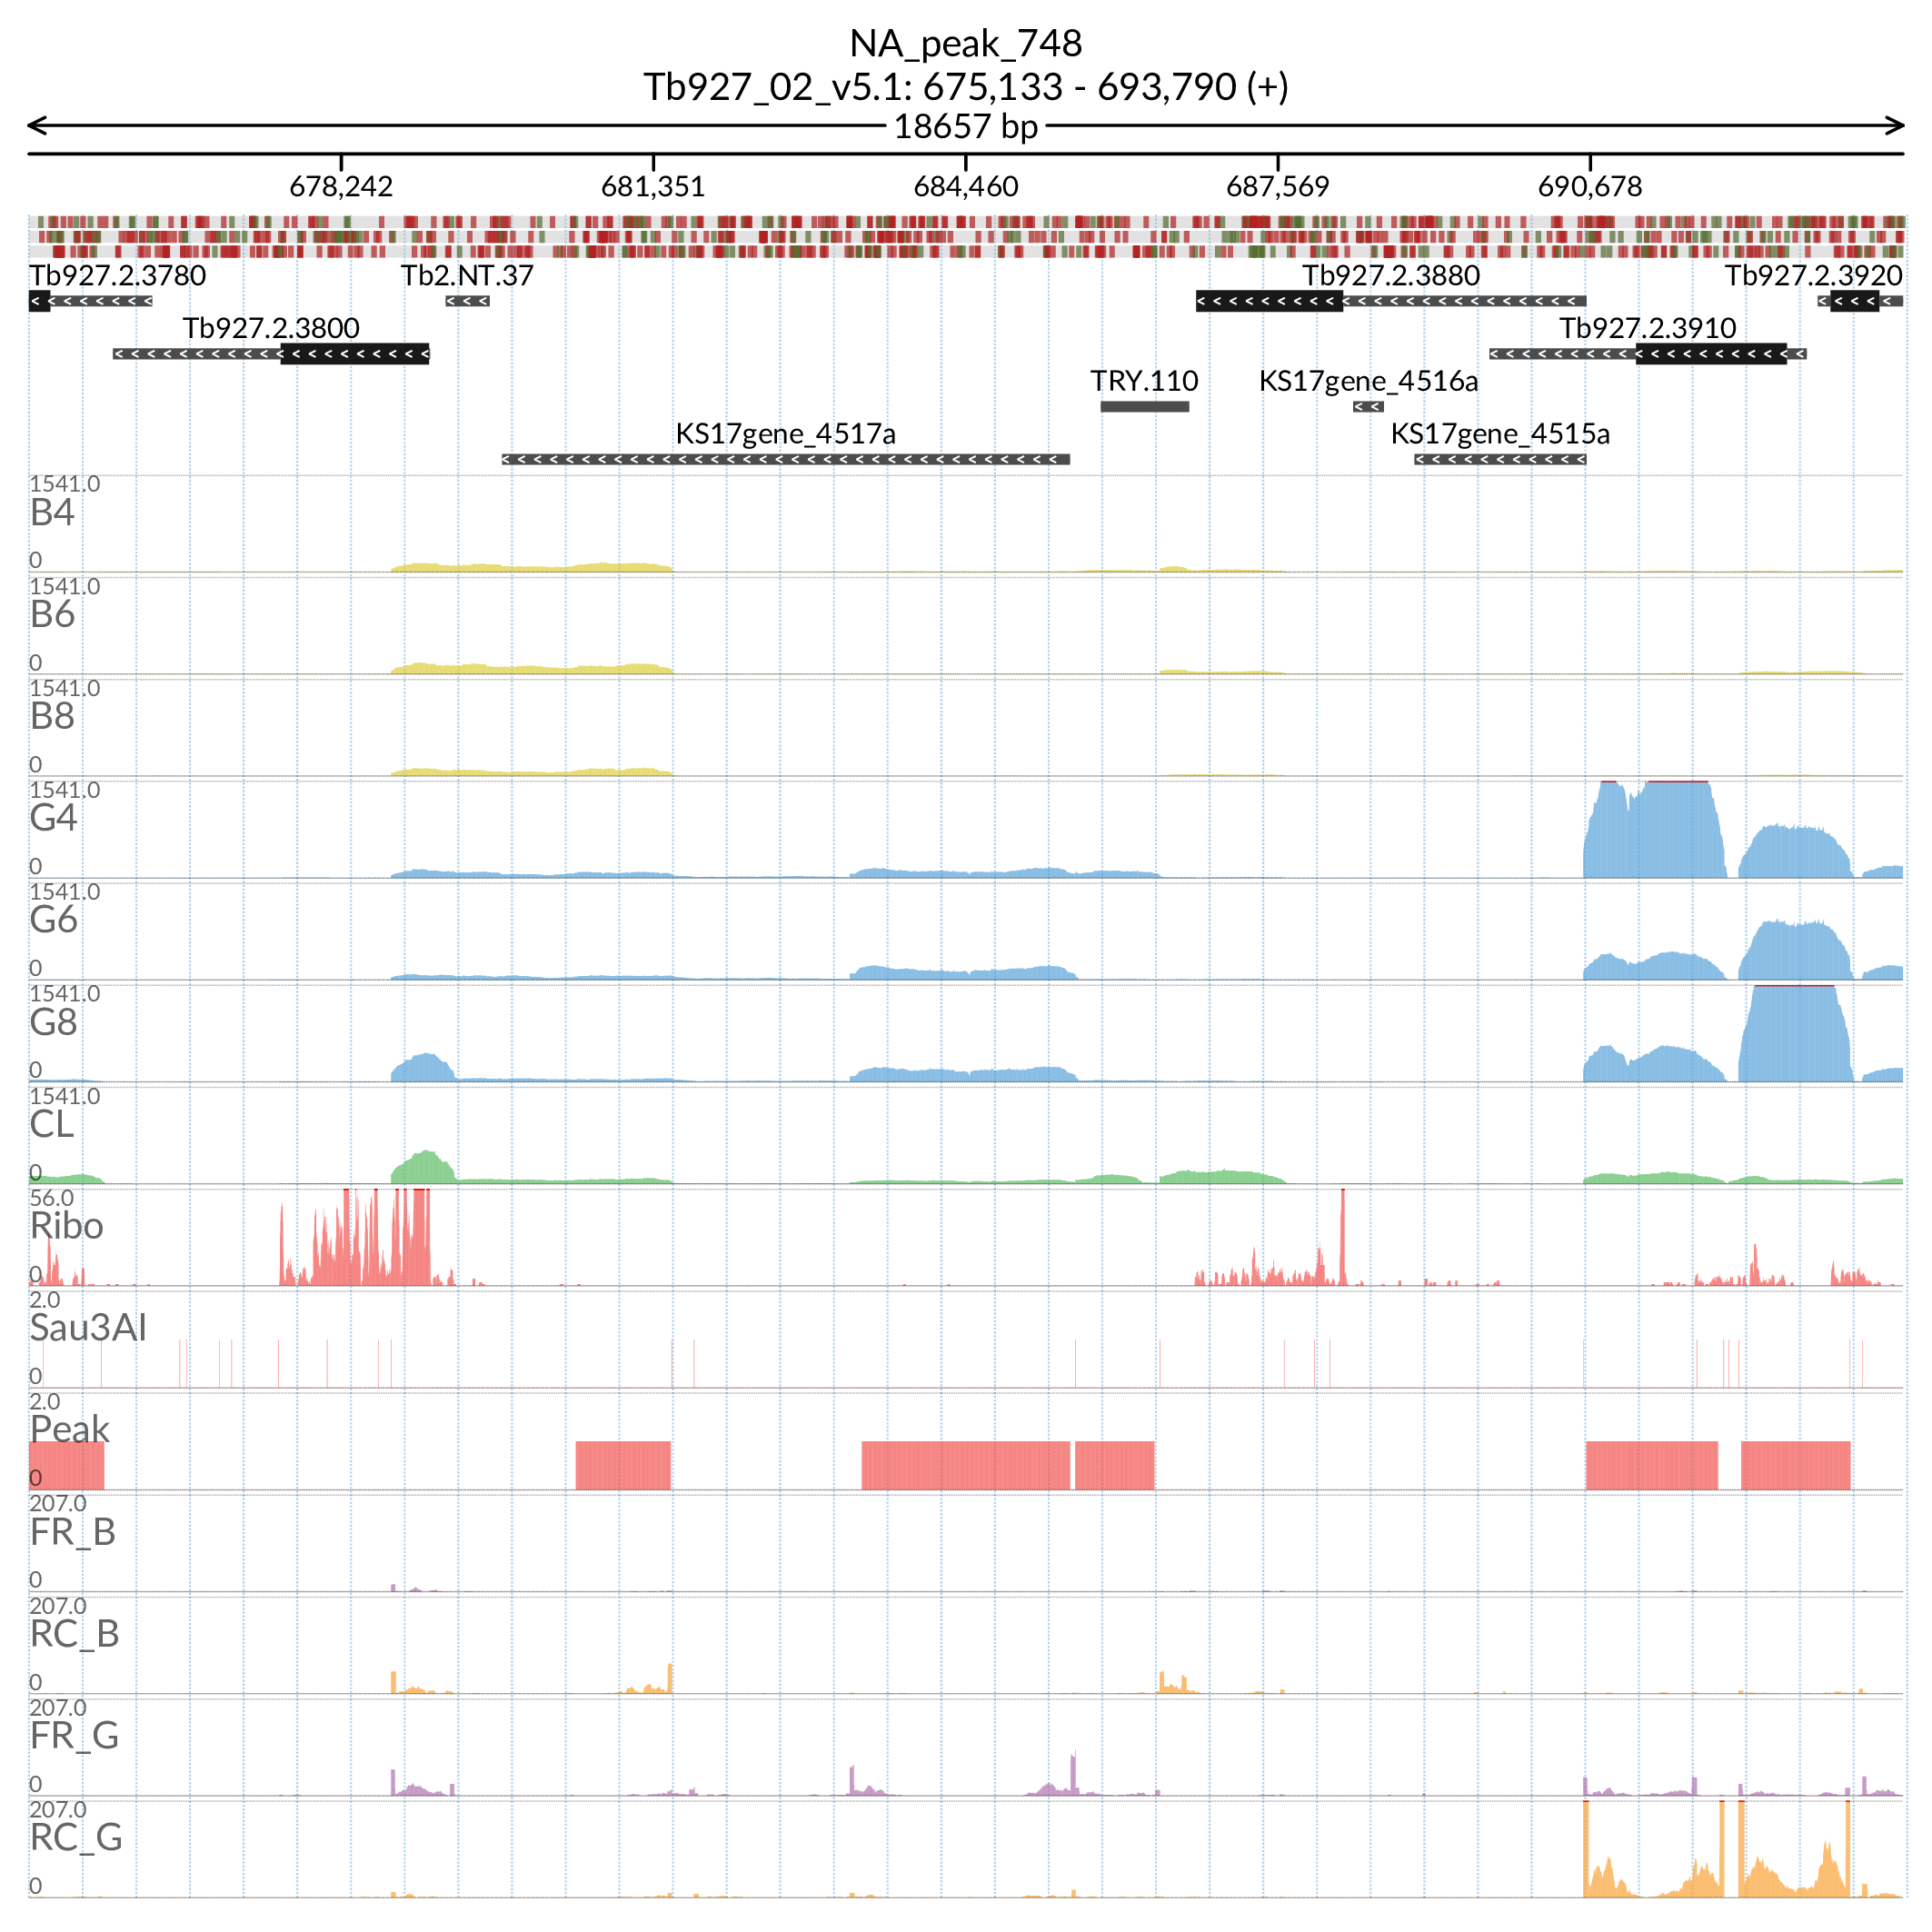 NA_peak_748
Tb927_02_v5.1: 675,133 - 693,790 (+)
18657 bp
678,242 681,351 684,460 687,569 690,678
Tb927.2.3780 Tb2.NT.37 Tb927.2.3880 Tb927.2.3920
Tb927.2.3800 Tb927.2.3910
TRY.110 KS17gene_4516a
KS17gene_4517a KS17gene_4515a
1541.0
B4
0
1541.0
B6
0
1541.0
B8
0
1541.0
G4
0
1541.0
G6
0
1541.0
G8
0
1541.0
CL
0
56.0
Ribo
0
2.0
Sau3AI
0
2.0
Peak
0
207.0
FR_B
0
207.0
RC_B
0
207.0
FR_G
0
207.0
RC_G
0